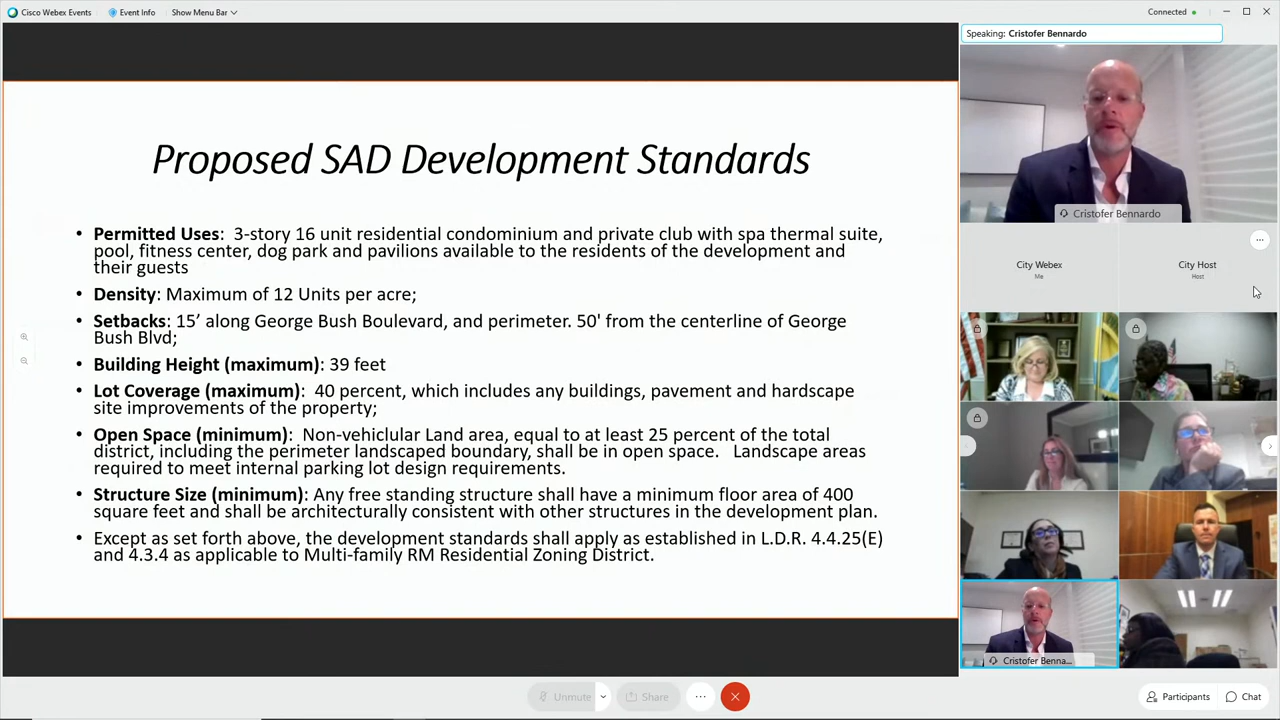 Cisco Webex Events
Event Info
Show Menu Bar
Connected
Speaking: Cristofer Bennardo
Cristofer Bennardo
City Webex
Me
City Host
Host
Proposed SAD Development Standards
• Permitted Uses: 3-story 16 unit residential condominium and private club with spa thermal suite,
pool, fitness center, dog park and pavilions available to the residents of the development and
their guests
• Density: Maximum of 12 Units per acre;
• Setbacks: 15’ along George Bush Boulevard, and perimeter. 50' from the centerline of George
Bush Blvd;
• Building Height (maximum): 39 feet
• Lot Coverage (maximum): 40 percent, which includes any buildings, pavement and hardscape
site improvements of the property;
• Open Space (minimum): Non-vehiclular Land area, equal to at least 25 percent of the total
district, including the perimeter landscaped boundary, shall be in open space. Landscape areas
required to meet internal parking lot design requirements.
• Structure Size (minimum): Any free standing structure shall have a minimum floor area of 400
square feet and shall be architecturally consistent with other structures in the development plan.
• Except as set forth above, the development standards shall apply as established in L.D.R. 4.4.25(E)
and 4.3.4 as applicable to Multi-family RM Residential Zoning District.
Cristofer Benna...
Unmute
Share
Participants
Chat